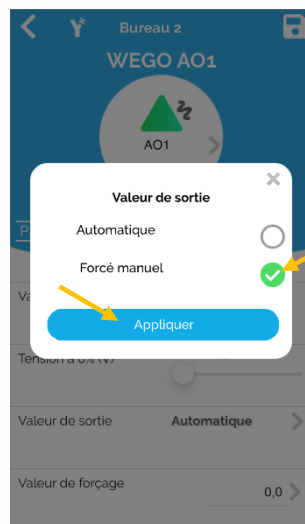 Bureau 2
WEGO AO1
AO1
Valeur de sortie
Automatique
Forcé manuel
Appliquer
Tension à 0% (V)
Valeur de sortie Automatique
Valeur de forçage 0,0